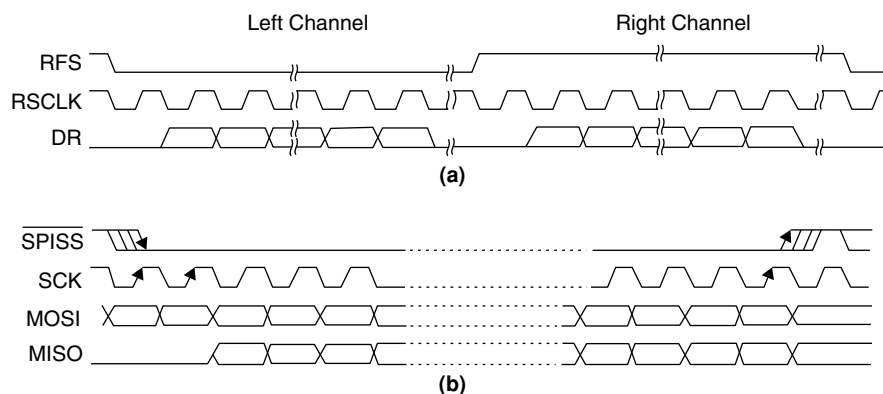 Left Channel Right Channel
RFS
RSCLK
DR
(a)
SPISS
SCK
MOSI
MISO
(b)